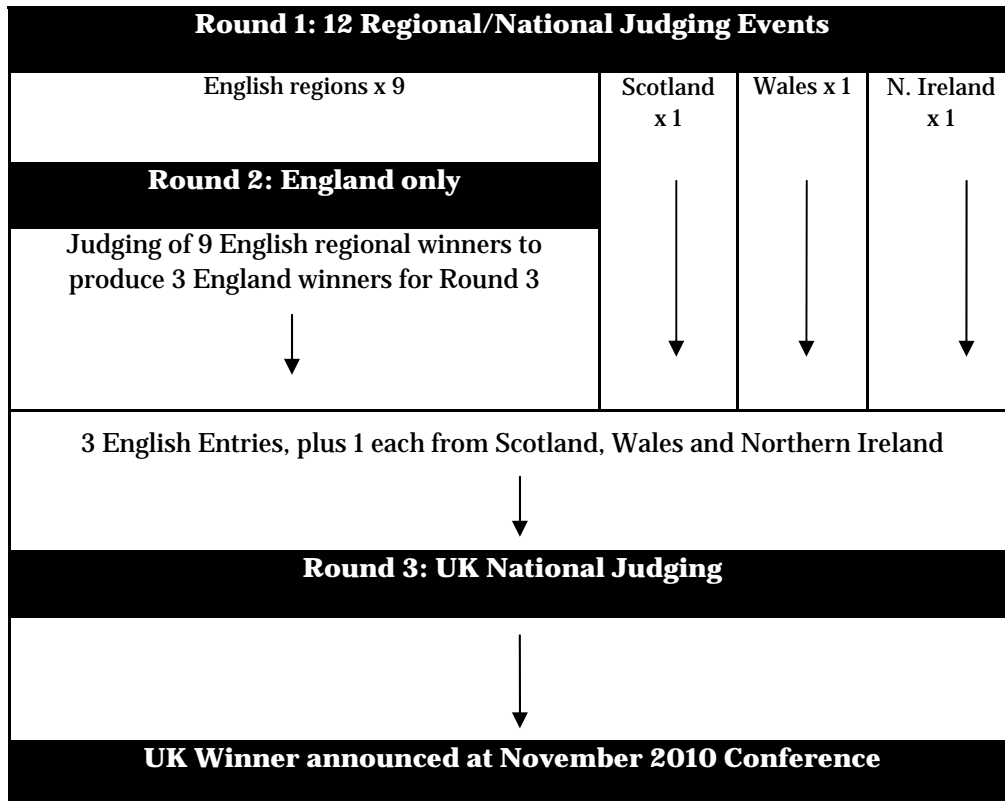 Round 1: 12 Regional/National Judging Events
English regions x 9
Scotland
x 1
Wales x 1
N. Ireland
x 1
Round 2: England only
Judging of 9 English regional winners to
produce 3 England winners for Round 3
3 English Entries, plus 1 each from Scotland, Wales and Northern Ireland
Round 3: UK National Judging
UK Winner announced at November 2010 Conference